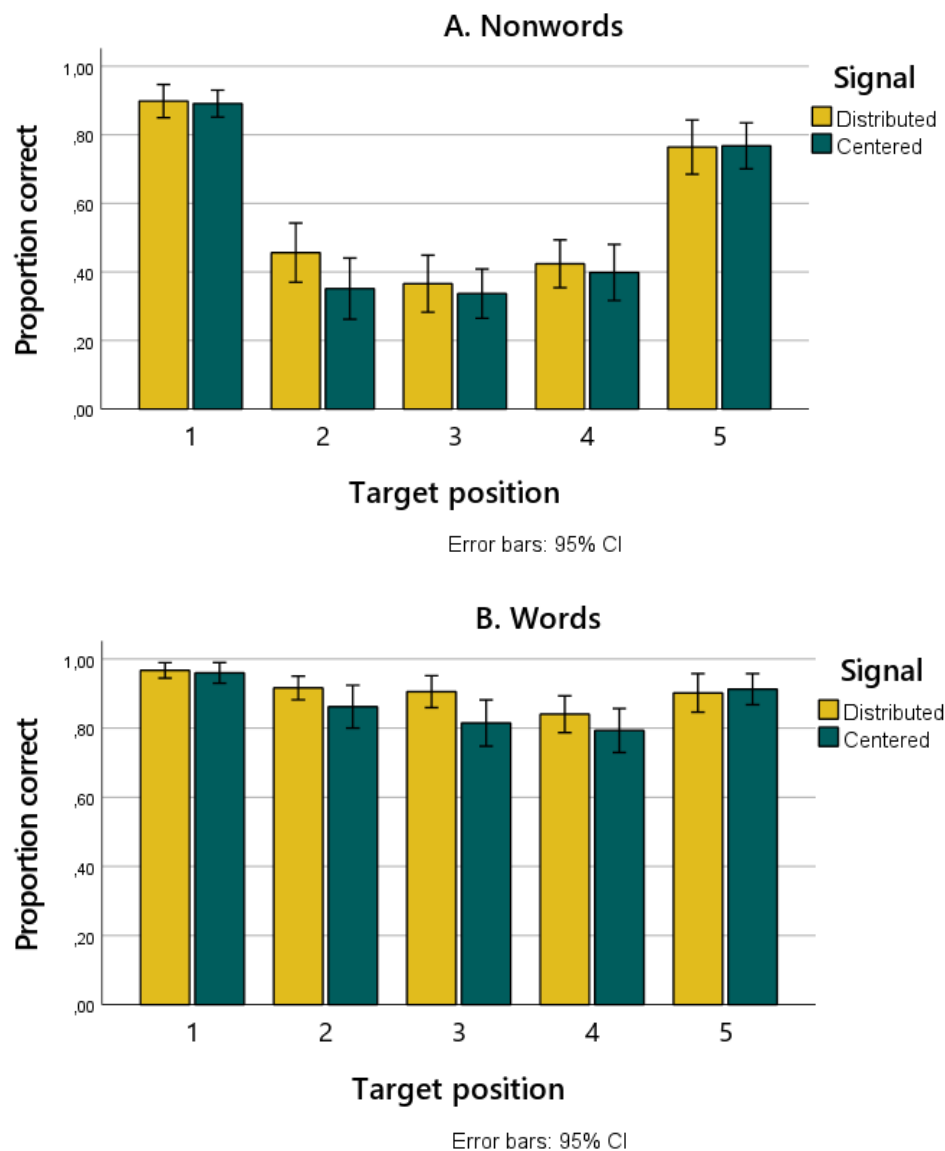 A. Nonwords
Signal
Distributed
Centered
Proportion correct
1,00
,80
,60
,40
,20
,00
1 2 3 4 5
Target position
Error bars: 95% CI
B. Words
Signal
Distributed
Centered
Proportion correct
1,00
,80
,60
,40
,20
,00
1 2 3 4 5
Target position
Error bars: 95% CI